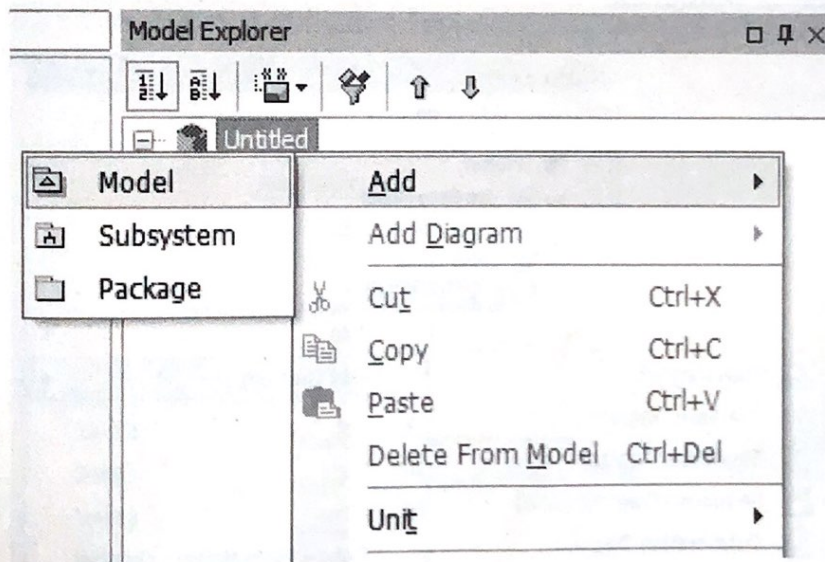 Model Explorer
Untitled
Model
Subsystem
Package
Add
Add Diagram
Cut Ctrl+X
Copy Ctrl+C
Paste Ctrl+V
Delete From Model Ctrl+Del
Unit